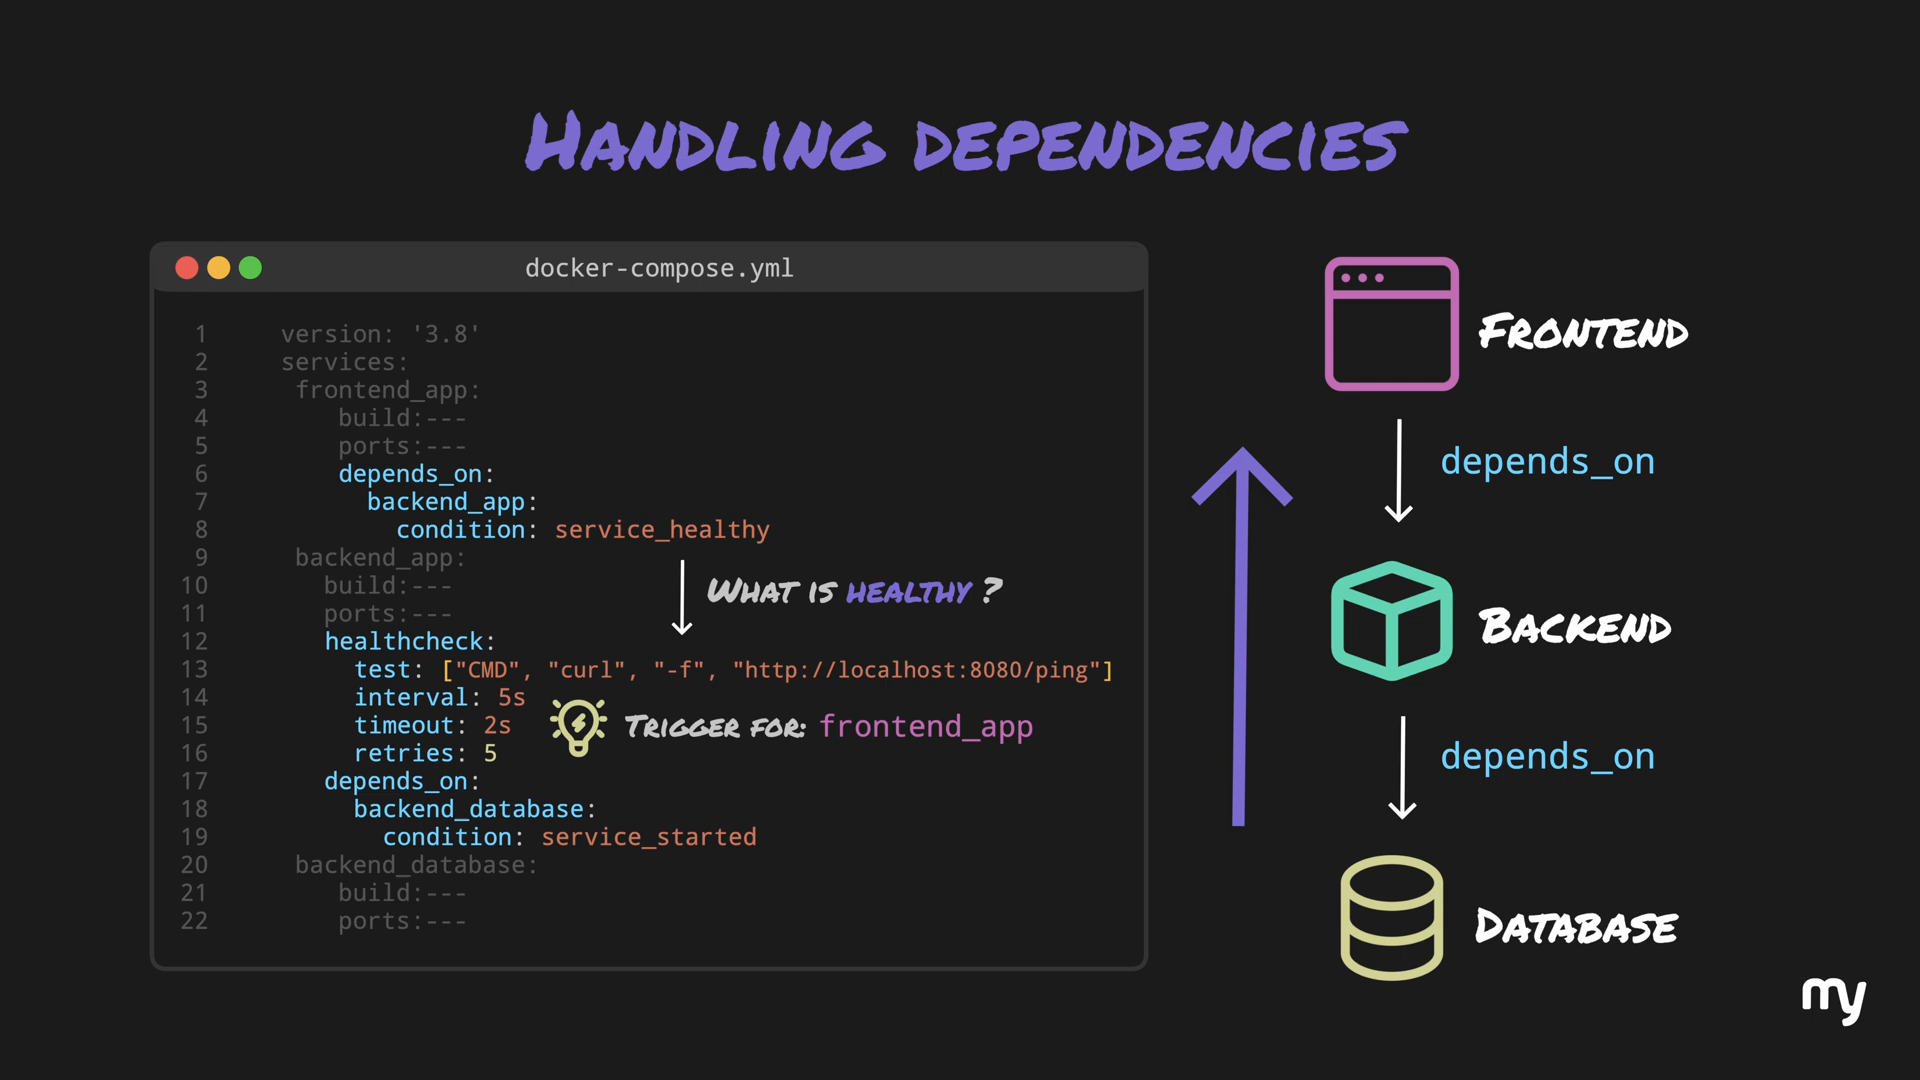 HANDLING DEPENDENCIES
docker-compose.yml
1 version: '3.8'
2 services:
3 frontend_app:
4 build:---
5 ports:---
6 depends_on:
7 backend_app:
8 condition: service_healthy
9 backend_app:
10 build:---
WHAT IS HEALTHY ?
11 ports:---
12 healthcheck:
13 test: ["CMD", "curl", "-f", "http://localhost:8080/ping"]
14 interval: 5s
15 timeout: 2s
TRIGGER FOR: frontend_app
16 retries: 5
17 depends_on:
18 backend_database:
19 condition: service_started
20 backend_database:
21 build:---
22 ports:---
FRONTEND
depends_on
BACKEND
depends_on
DATABASE
my